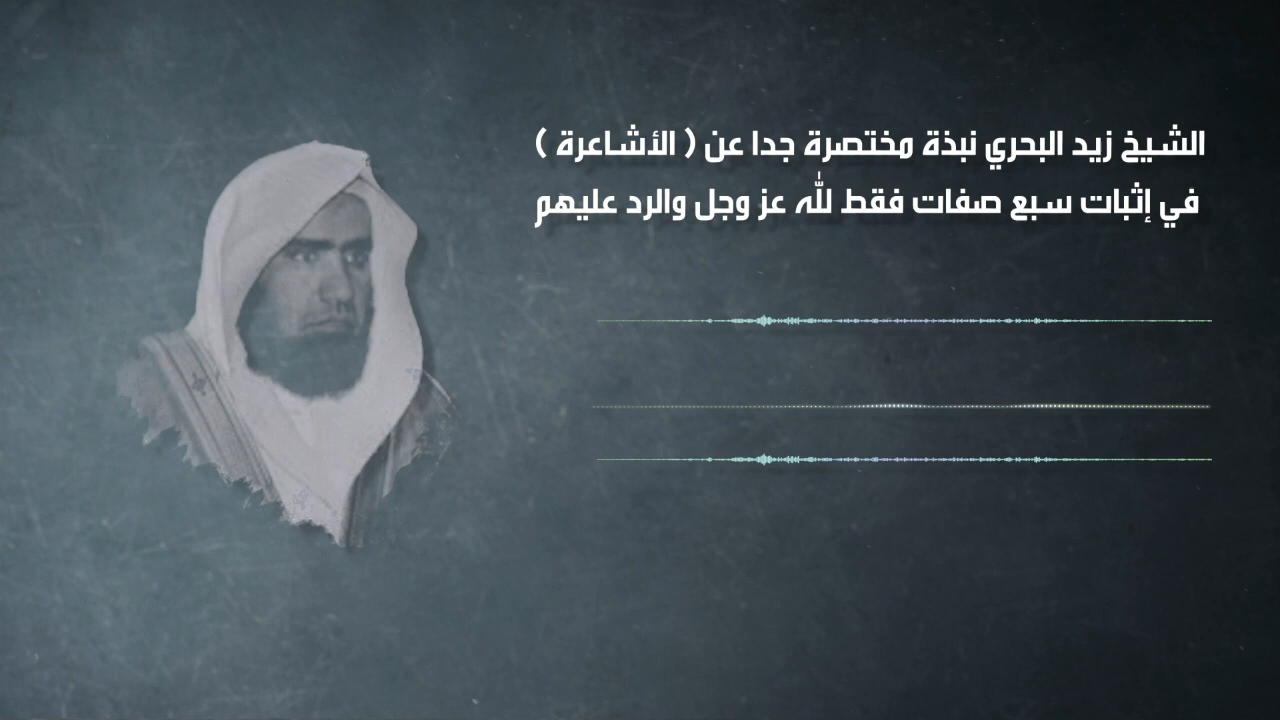 الشيخ زيد البحري نبذة مختصرة جدا عن ( الأشاعرة )
في إثبات سبع صفات فقط لله عز وجل والرد عليهم